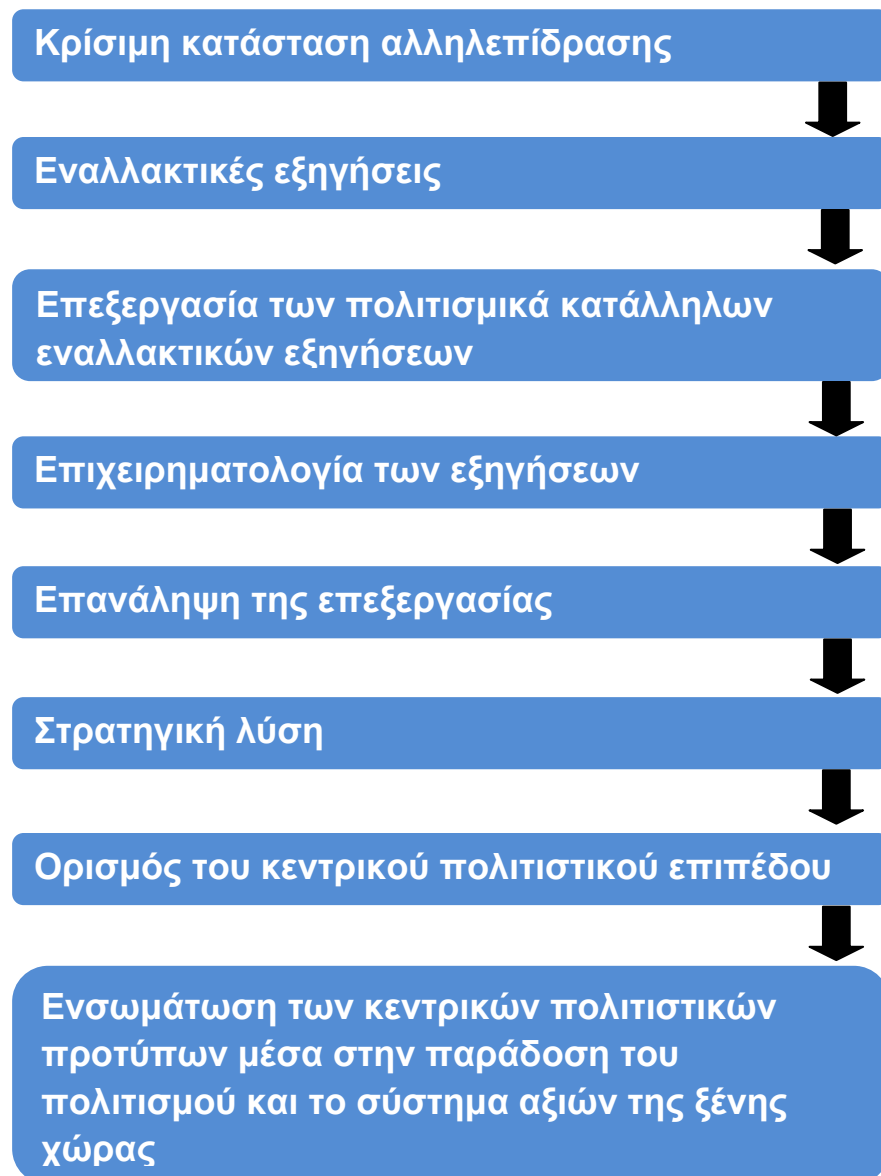 Κρίσιμη κατάσταση αλληλεπίδρασης
Εναλλακτικές εξηγήσεις
Επεξεργασία των πολιτισμικά κατάλληλων
εναλλακτικών εξηγήσεων
Επιχειρηματολογία των εξηγήσεων
Επανάληψη της επεξεργασίας
Στρατηγική λύση
Ορισμός του κεντρικού πολιτιστικού επιπέδου
Ενσωμάτωση των κεντρικών πολιτιστικών
προτύπων μέσα στην παράδοση του
πολιτισμού και το σύστημα αξιών της ξένης
χώρας